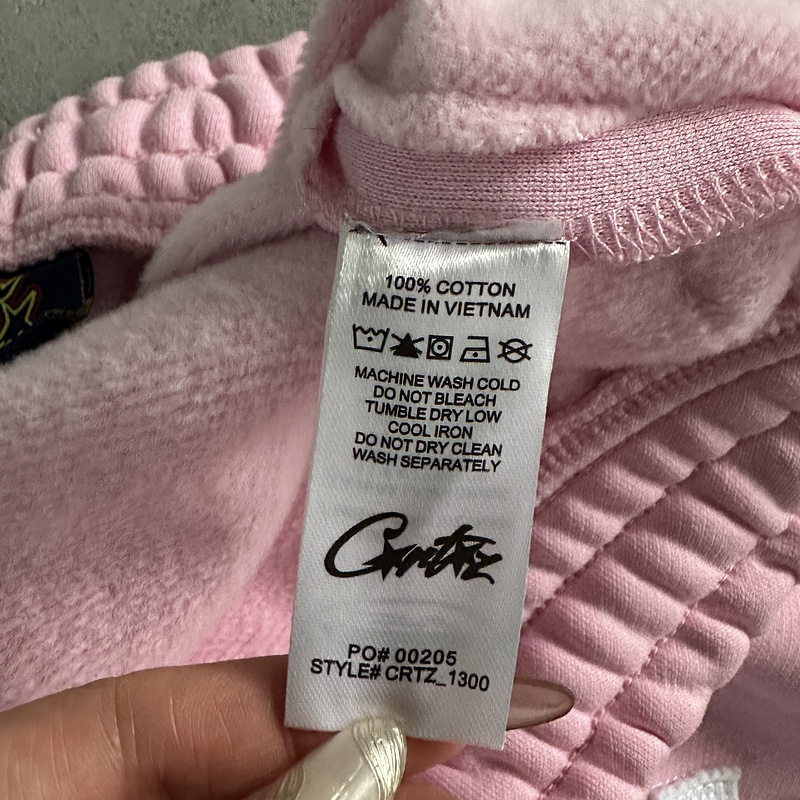 100% COTTON
MADE IN VIETNAM
MACHINE WASH COLD
DO NOT BLEACH
TUMBLE DRY LOW
COOL IRON
DO NOT DRY CLEAN
WASH SEPARATELY
Crtz
PO# 00205
STYLE# CRTZ_1300